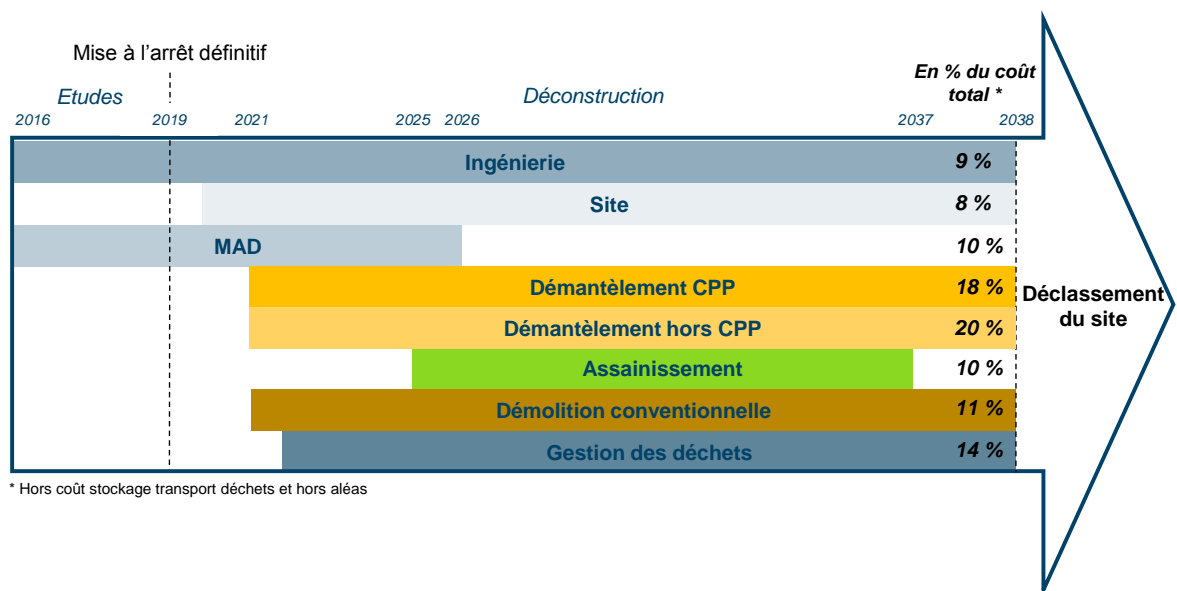 Mise à l’arrêt définitif
En % du coût
total *
Etudes
Déconstruction
2016 2019 2021 2025 2026 2037 2038
Ingénierie 9 %
Site 8 %
MAD 10 %
Démantèlement CPP 18 %
Démantèlement hors CPP 20 %
Assainissement 10 %
Démolition conventionnelle 11 %
Gestion des déchets 14 %
Déclassement
du site
* Hors coût stockage transport déchets et hors aléas